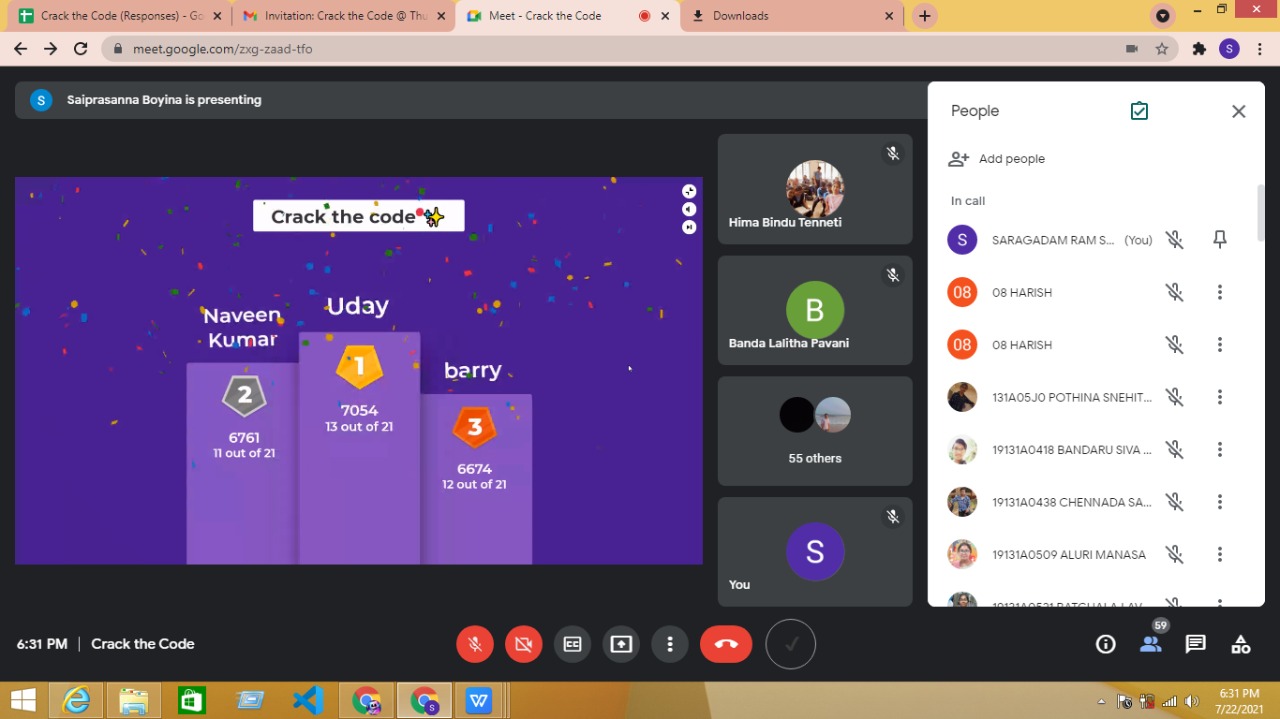 Crack the Code (Responses) - Go
Invitation: Crack the Code @ Thu
Meet - Crack the Code
Downloads
meet.google.com/zxg-zaad-tfo
S
S
Saiprasanna Boyina is presenting
Crack the code
Naveen
Kumar
Uday
barry
2
6761
11 out of 21
1
7054
13 out of 21
3
6674
12 out of 21
Hima Bindu Tenneti
B
Banda Lalitha Pavani
55 others
S
You
People
Add people
In call
S
SARAGADAM RAM S... (You)
08
08 HARISH
08
08 HARISH
131A05J0 POTHINA SNEHIT...
19131A0418 BANDARU SIVA ...
19131A0438 CHENNADA SA...
19131A0509 ALURI MANASA
6:31 PM | Crack the Code
CC
59
W
S
6:31 PM
7/22/2021